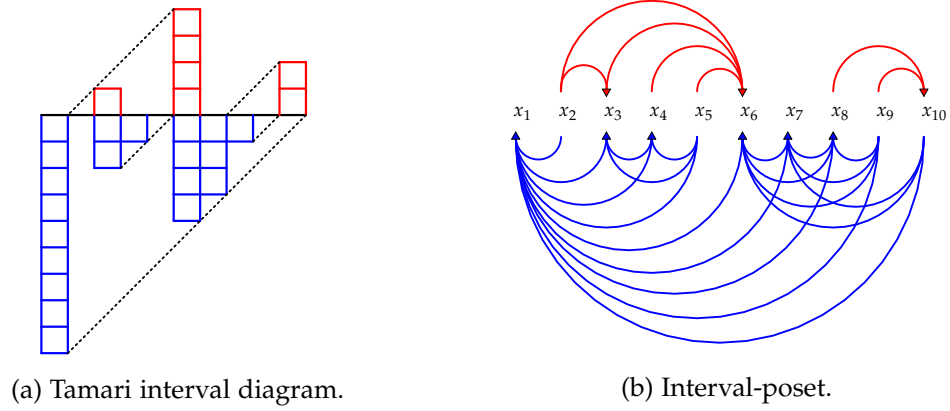 x₁ x₂ x₃ x₄ x₅ x₆ x₇ x₈ x₉ x₁₀
(a) Tamari interval diagram.
(b) Interval-poset.